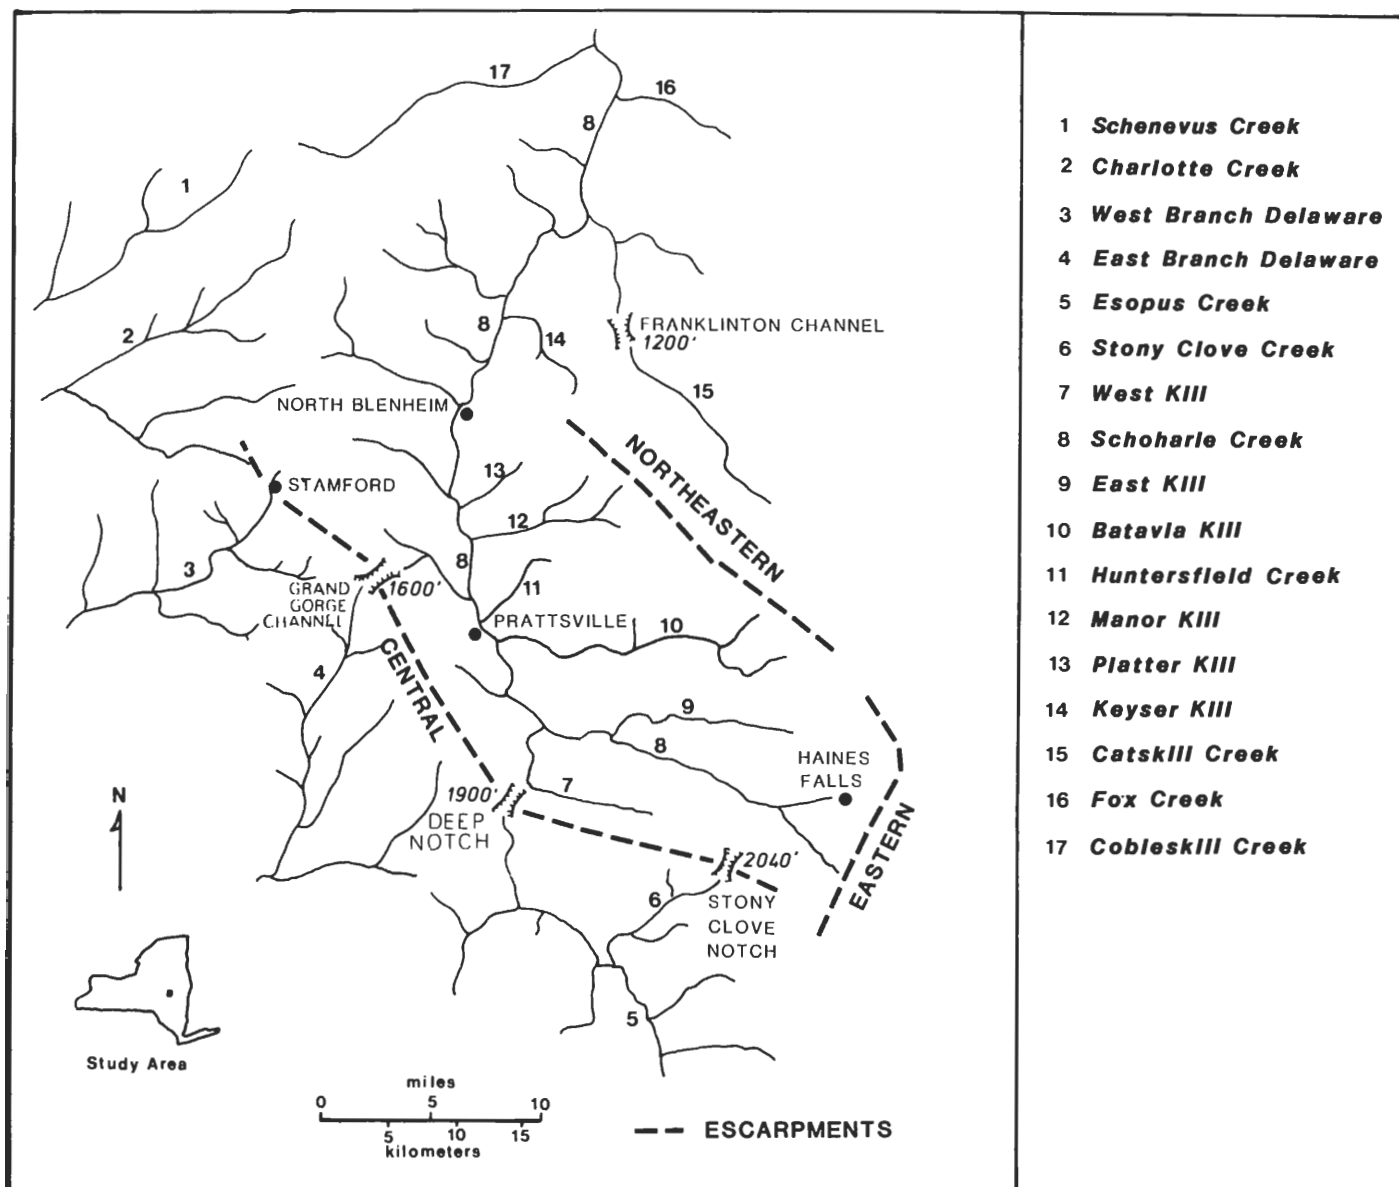 17
16
8
1
2
8
14
FRANKLINTON CHANNEL
1200'
15
NORTH BLENHEIM
NORTHEASTERN
STAMFORD
13
12
3
8
GRAND
GORGE
CHANNEL
1600'
11
PRATTSVILLE
10
4
CENTRAL
9
8
HAINES
FALLS
7
1900'
DEEP
NOTCH
N
2040'
EASTERN
6
STONY
CLOVE
NOTCH
5
Study Area
miles
0 5 10
5 10 15
kilometers
ESCARPMENTS
1 Schenevus Creek
2 Charlotte Creek
3 West Branch Delaware
4 East Branch Delaware
5 Esopus Creek
6 Stony Clove Creek
7 West Kill
8 Schoharie Creek
9 East Kill
10 Batavia Kill
11 Huntersfield Creek
12 Manor Kill
13 Platter Kill
14 Keyser Kill
15 Catskill Creek
16 Fox Creek
17 Cobleskill Creek